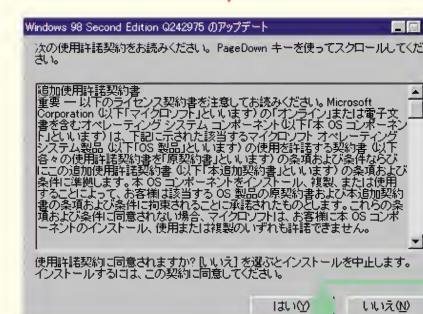 Windows 98 Second Edition Q242975 のアップデート
次の使用許諾契約をお読みください。PageDown キーを使ってスクロールしてくだ
さい。
追加使用許諾契約書
重要 ― 以下のライセンス契約書を注意してお読みください。Microsoft
Corporation (以下「マイクロソフト」といいます) の「オンライン」または電子文
書を含むオペレーティング システム コンポーネント (以下「本 OS コンポーネン
ト」といいます) は、下記に示された該当するマイクロソフト オペレーティング
システム製品 (以下「OS 製品」といいます) の使用を許諾する契約書 (以下
各々の使用許諾契約書を「原契約書」といいます) の条項および条件ならび
にこの追加使用許諾契約書 (以下「本追加契約書」といいます) の条項および
条件に準拠します。本 OS コンポーネントをインストール、複製、または使用
することによって、お客様は該当する OS 製品の原契約書および本追加契約
書の条項および条件に拘束されることに承諾されたものとします。これらの条
項および条件に同意されない場合、マイクロソフトは、お客様に本 OS コンポ
ーネントのインストール、使用または複製のいずれも許諾できません。
使用許諾契約に同意されますか? [いいえ] を選ぶとインストールを中止します。
インストールするには、この契約に同意してください。
はい(Y)
いいえ(N)